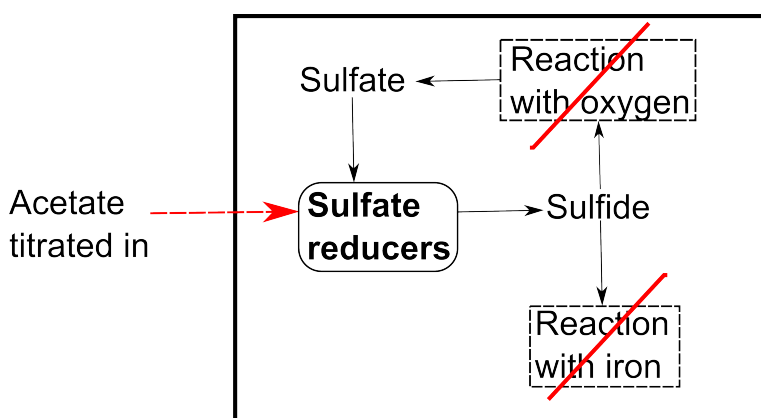 Reaction
with oxygen
Sulfate
Acetate
titrated in
Sulfate
reducers
Sulfide
Reaction
with iron